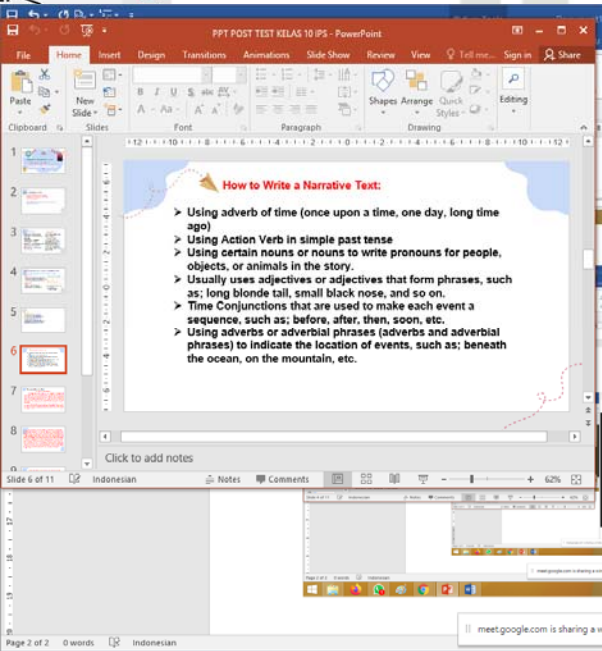 PPT POST TEST KELAS 10 IPS - PowerPoint
File Home Insert Design Transitions Animations Slide Show Review View Tell me... Sign in Share
Paste
New
Slide
Shapes Arrange Quick
Styles
Editing
Clipboard Slides Font Paragraph Drawing
How to Write a Narrative Text:
➤ Using adverb of time (once upon a time, one day, long time
ago)
➤ Using Action Verb in simple past tense
➤ Using certain nouns or nouns to write pronouns for people,
objects, or animals in the story.
➤ Usually uses adjectives or adjectives that form phrases, such
as; long blonde tail, small black nose, and so on.
➤ Time Conjunctions that are used to make each event a
sequence, such as; before, after, then, soon, etc.
➤ Using adverbs or adverbial phrases (adverbs and adverbial
phrases) to indicate the location of events, such as; beneath
the ocean, on the mountain, etc.
1
2
3
4
5
6
7
8
Click to add notes
Slide 6 of 11 Indonesian Notes Comments 62%
meet.google.com is sharing a w
Page 2 of 2 0 words Indonesian